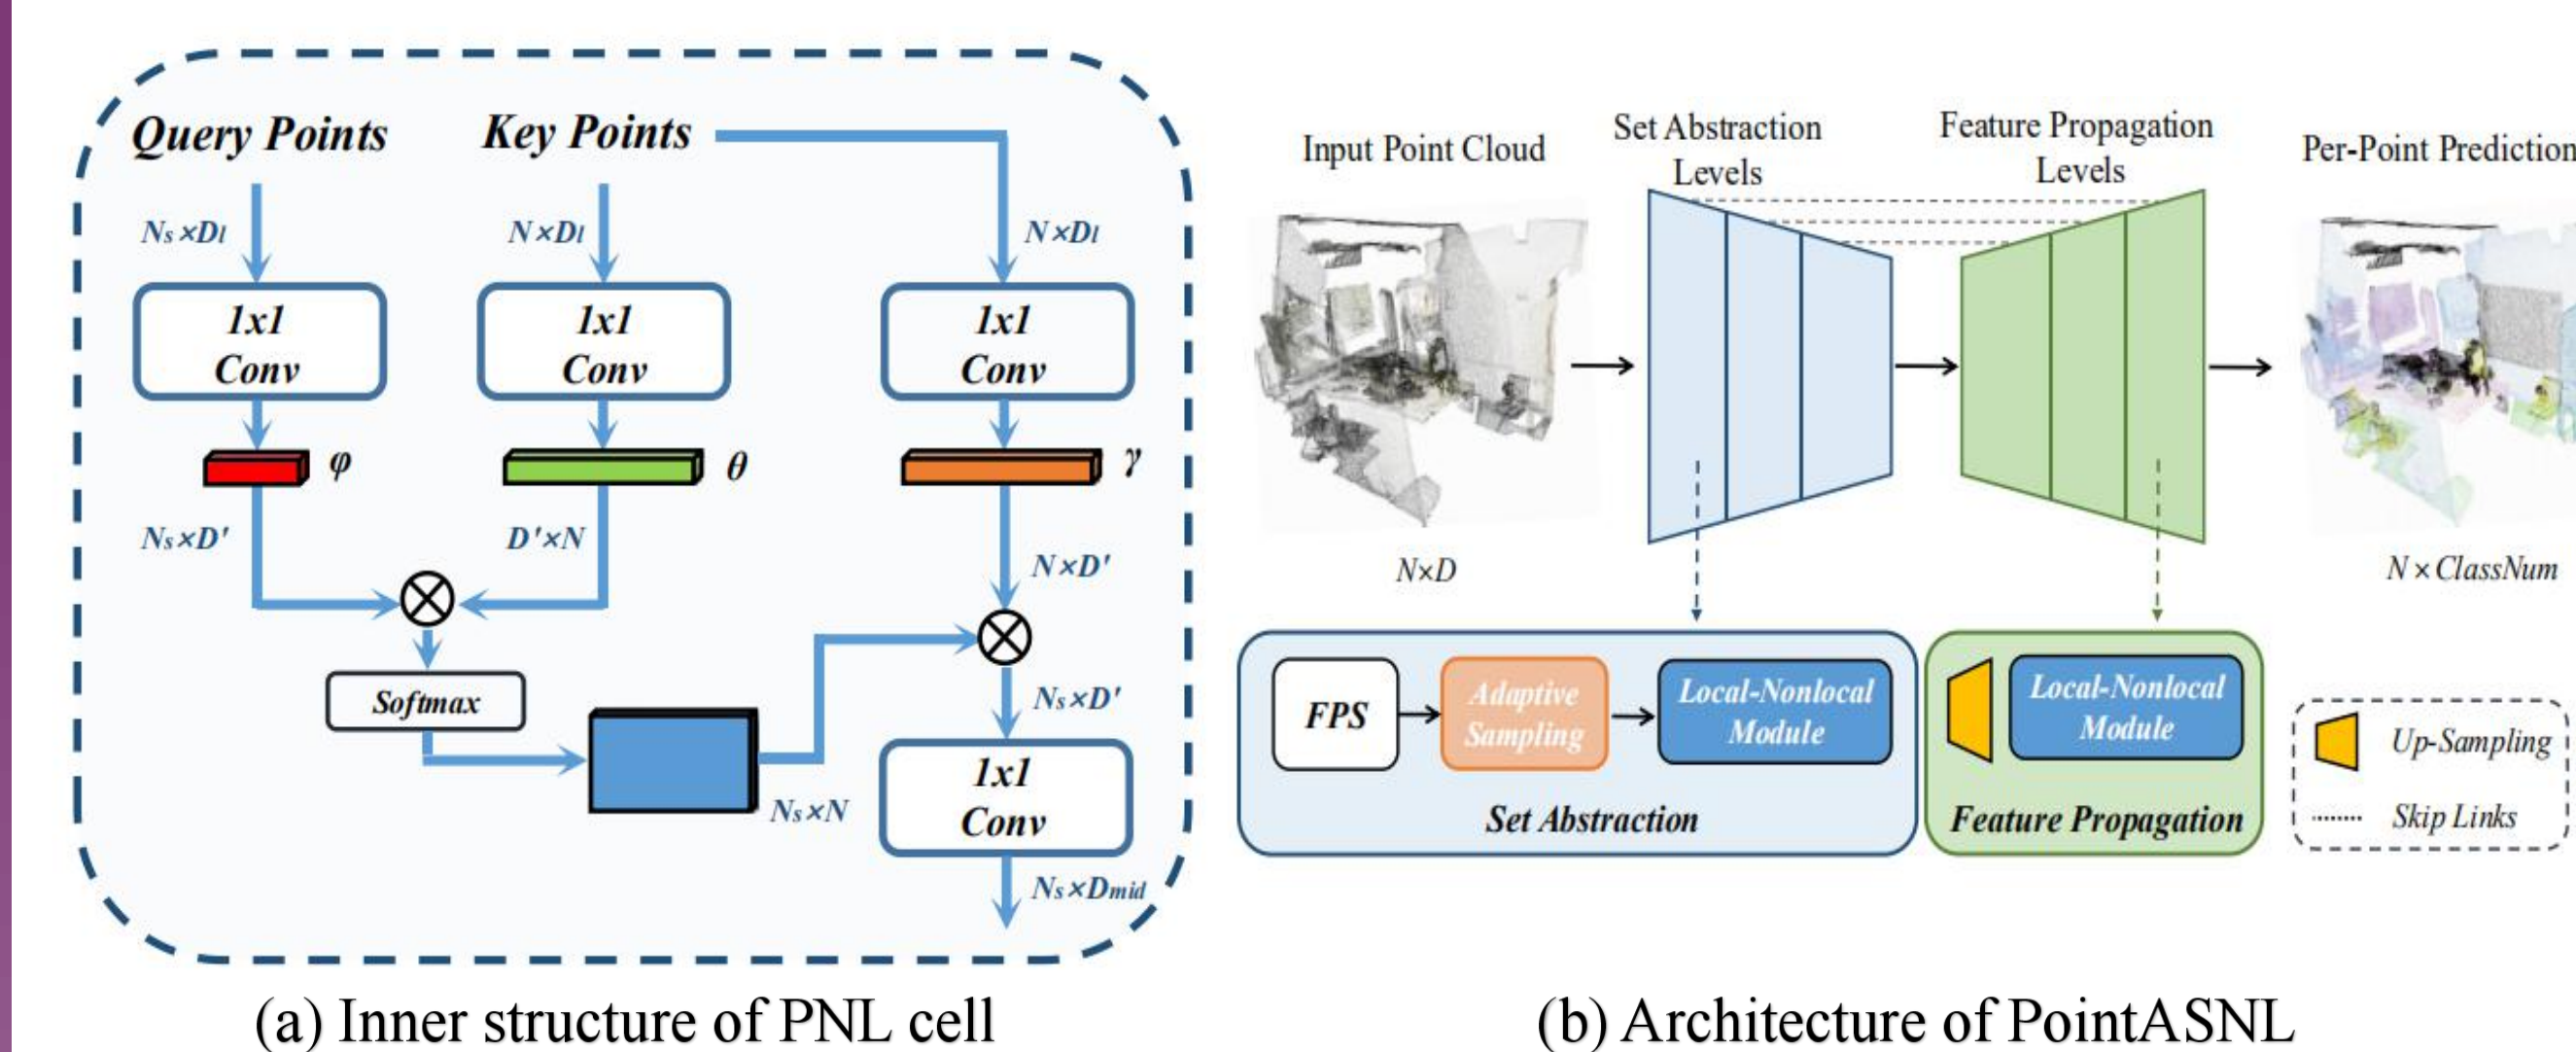 Query Points
Key Points
Ns×Dl
N×Dl
N×Dl
1x1
Conv
1x1
Conv
1x1
Conv
φ
θ
γ
Ns×D'
D'×N
N×D'
Softmax
Ns×N
Ns×D'
1x1
Conv
Ns×Dmid
(a) Inner structure of PNL cell
Input Point Cloud
Set Abstraction
Levels
Feature Propagation
Levels
Per-Point Prediction
N×D
N×ClassNum
FPS
Adaptive
Sampling
Local-Nonlocal
Module
Set Abstraction
Local-Nonlocal
Module
Feature Propagation
Up-Sampling
Skip Links
(b) Architecture of PointASNL